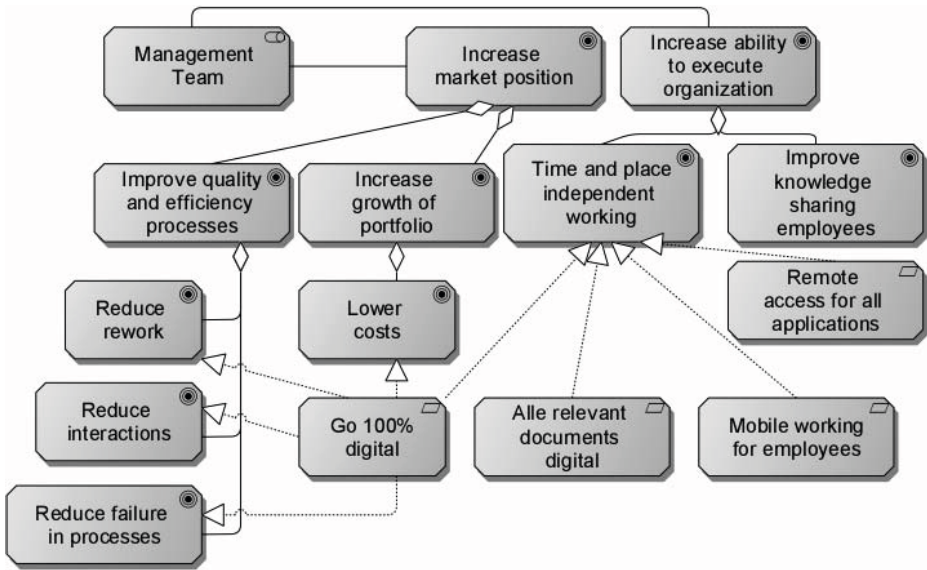 Management
Team
Increase
market position
Increase ability
to execute
organization
Improve quality
and efficiency
processes
Increase
growth of
portfolio
Time and place
independent
working
Improve
knowledge
sharing
employees
Remote
access for all
applications
Reduce
rework
Lower
costs
Reduce
interactions
Go 100%
digital
Alle relevant
documents
digital
Mobile working
for employees
Reduce failure
in processes